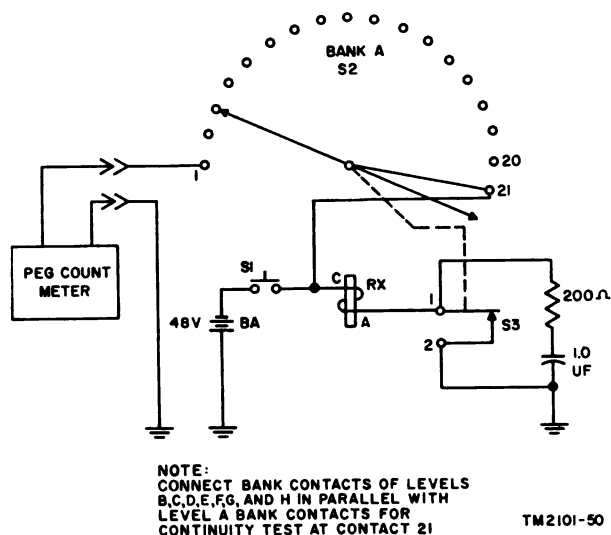 BANK A
S2
1
20
21
PEG COUNT
METER
S1
C
RX
A
48V
BA
1
2
S3
200Ω
1.0
UF
NOTE:
CONNECT BANK CONTACTS OF LEVELS
B,C,D,E,F,G, AND H IN PARALLEL WITH
LEVEL A BANK CONTACTS FOR
CONTINUITY TEST AT CONTACT 21
TM2101-50